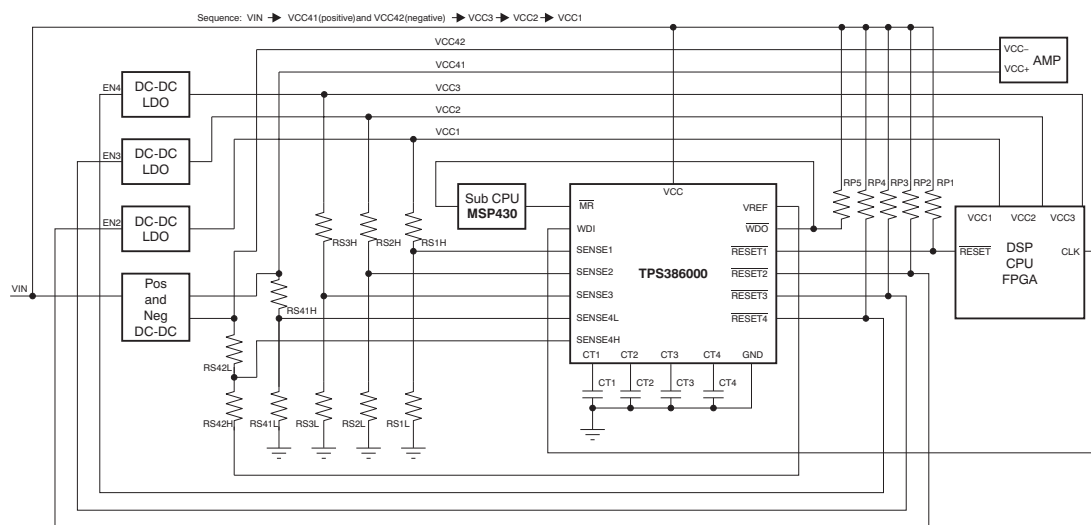 Sequence: VIN → VCC41(positive) and VCC42(negative) → VCC3 → VCC2 → VCC1
VCC42
VCC41
VCC3
VCC2
VCC1
VCC−
VCC+
AMP
EN4
DC-DC
LDO
EN3
DC-DC
LDO
EN2
DC-DC
LDO
VIN
Pos
and
Neg
DC-DC
Sub CPU
MSP430
RS3H
RS2H
RS1H
RS41H
RS42L
RS42H
RS41L
RS3L
RS2L
RS1L
VCC
MR
WDI
SENSE1
SENSE2
SENSE3
SENSE4L
SENSE4H
TPS386000
VREF
WDO
RESET1
RESET2
RESET3
RESET4
CT1
CT2
CT3
CT4
GND
CT1
CT2
CT3
CT4
RP5
RP4
RP3
RP2
RP1
VCC1
VCC2
VCC3
RESET
DSP
CPU
FPGA
CLK